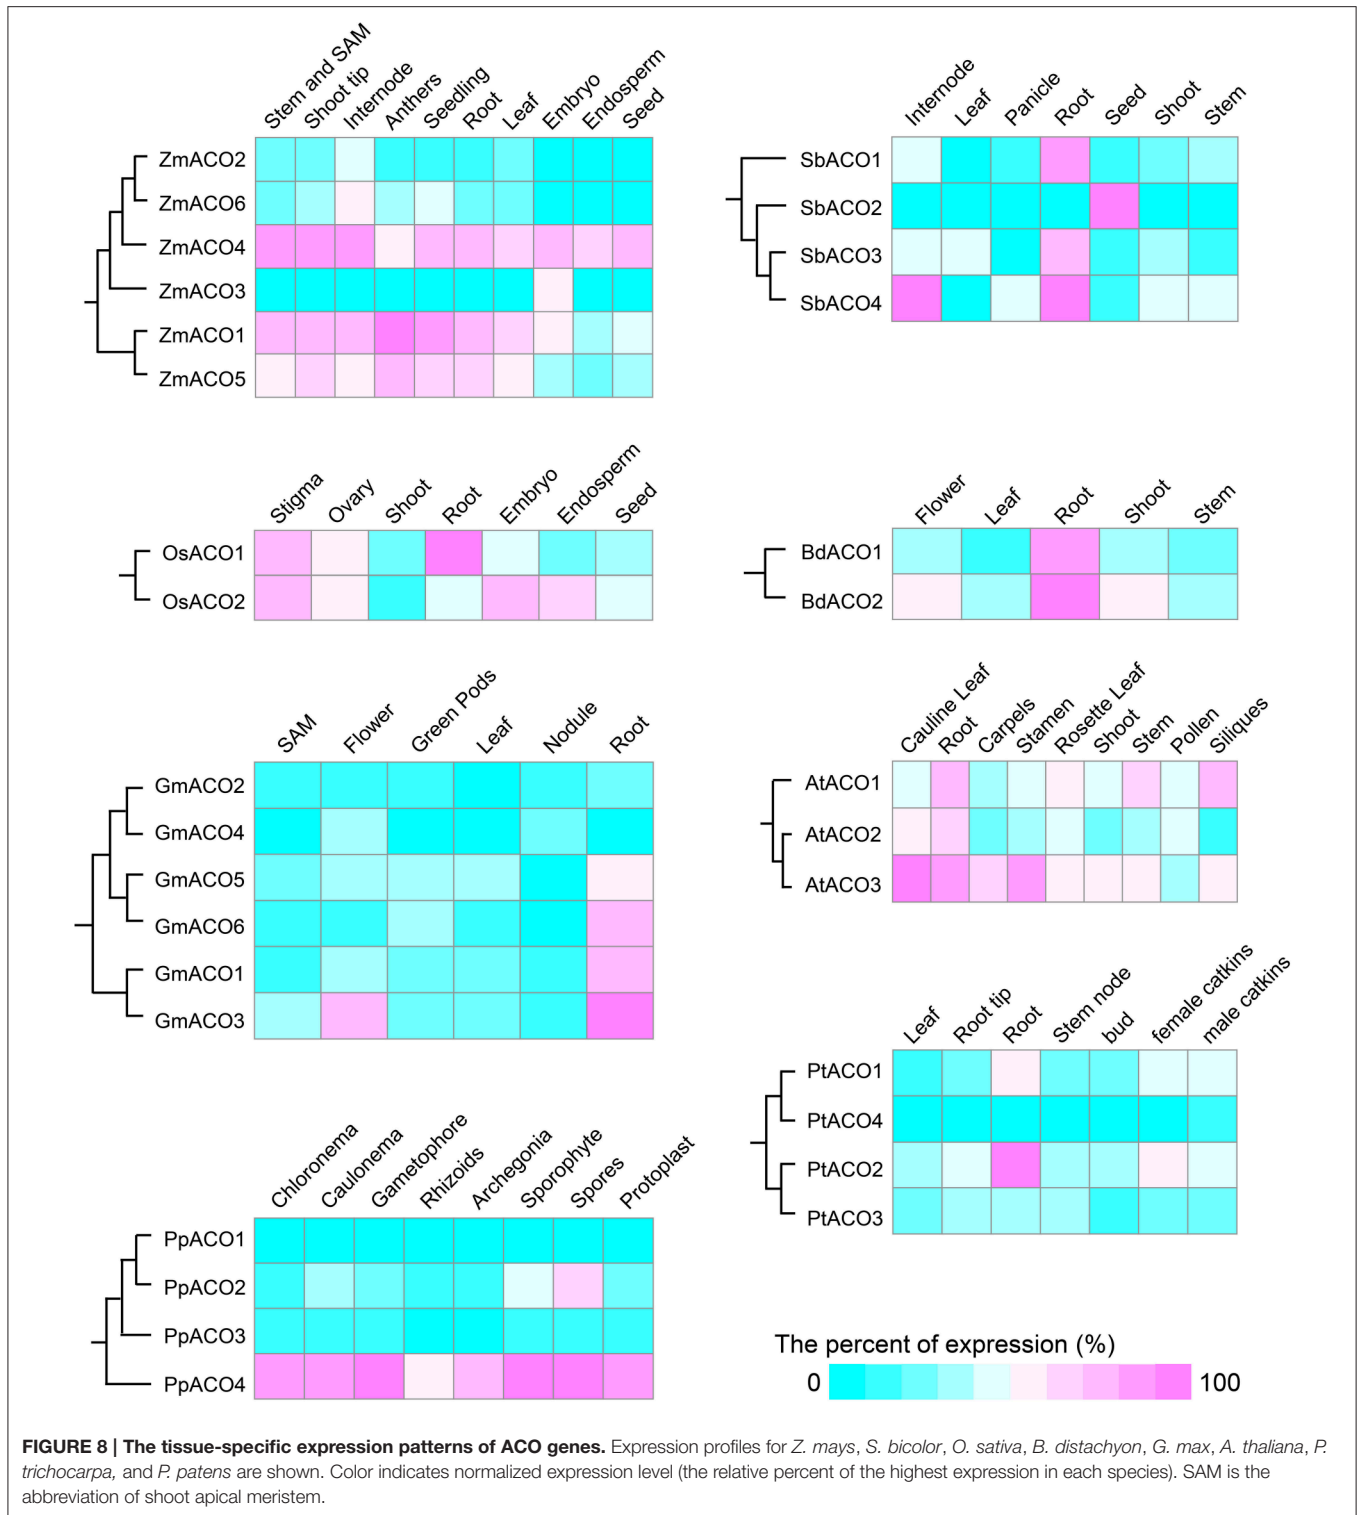 Stem and SAM
Shoot tip
Internode
Anthers
Seedling
Root
Leaf
Embryo
Endosperm
Seed
ZmACO2
ZmACO6
ZmACO4
ZmACO3
ZmACO1
ZmACO5
Internode
Leaf
Panicle
Root
Seed
Shoot
Stem
SbACO1
SbACO2
SbACO3
SbACO4
Stigma
Ovary
Shoot
Root
Embryo
Endosperm
Seed
OsACO1
OsACO2
Flower
Leaf
Root
Shoot
Stem
BdACO1
BdACO2
SAM
Flower
Green Pods
Leaf
Nodule
Root
GmACO2
GmACO4
GmACO5
GmACO6
GmACO1
GmACO3
Cauline Leaf
Root
Carpels
Stamen
Rosette Leaf
Shoot
Stem
Pollen
Siliques
AtACO1
AtACO2
AtACO3
Leaf
Root tip
Root
Stem node
bud
female catkins
male catkins
PtACO1
PtACO4
PtACO2
PtACO3
Chloronema
Caulonema
Gametophore
Rhizoids
Archegonia
Sporophyte
Spores
Protoplast
PpACO1
PpACO2
PpACO3
PpACO4
The percent of expression (%)
0 100
FIGURE 8 | The tissue-specific expression patterns of ACO genes. Expression profiles for Z. mays, S. bicolor, O. sativa, B. distachyon, G. max, A. thaliana, P.
trichocarpa, and P. patens are shown. Color indicates normalized expression level (the relative percent of the highest expression in each species). SAM is the
abbreviation of shoot apical meristem.